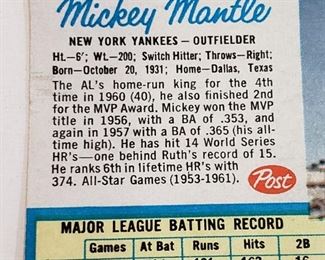 Mickey Mantle
NEW YORK YANKEES — OUTFIELDER
Ht.—6'; Wt.—200; Switch Hitter; Throws—Right;
Born—October 20, 1931; Home—Dallas, Texas
The AL's home-run king for the 4th
time in 1960 (40), he also finished 2nd
for the MVP Award. Mickey won the MVP
title in 1956, with a BA of .353, and
again in 1957 with a BA of .365 (his all-
time high). He has hit 14 World Series
HR's—one behind Ruth's record of 15.
He ranks 6th in lifetime HR's with
374. All-Star Games (1953-1961).
Post
MAJOR LEAGUE BATTING RECORD
Games At Bat Runs Hits 2B